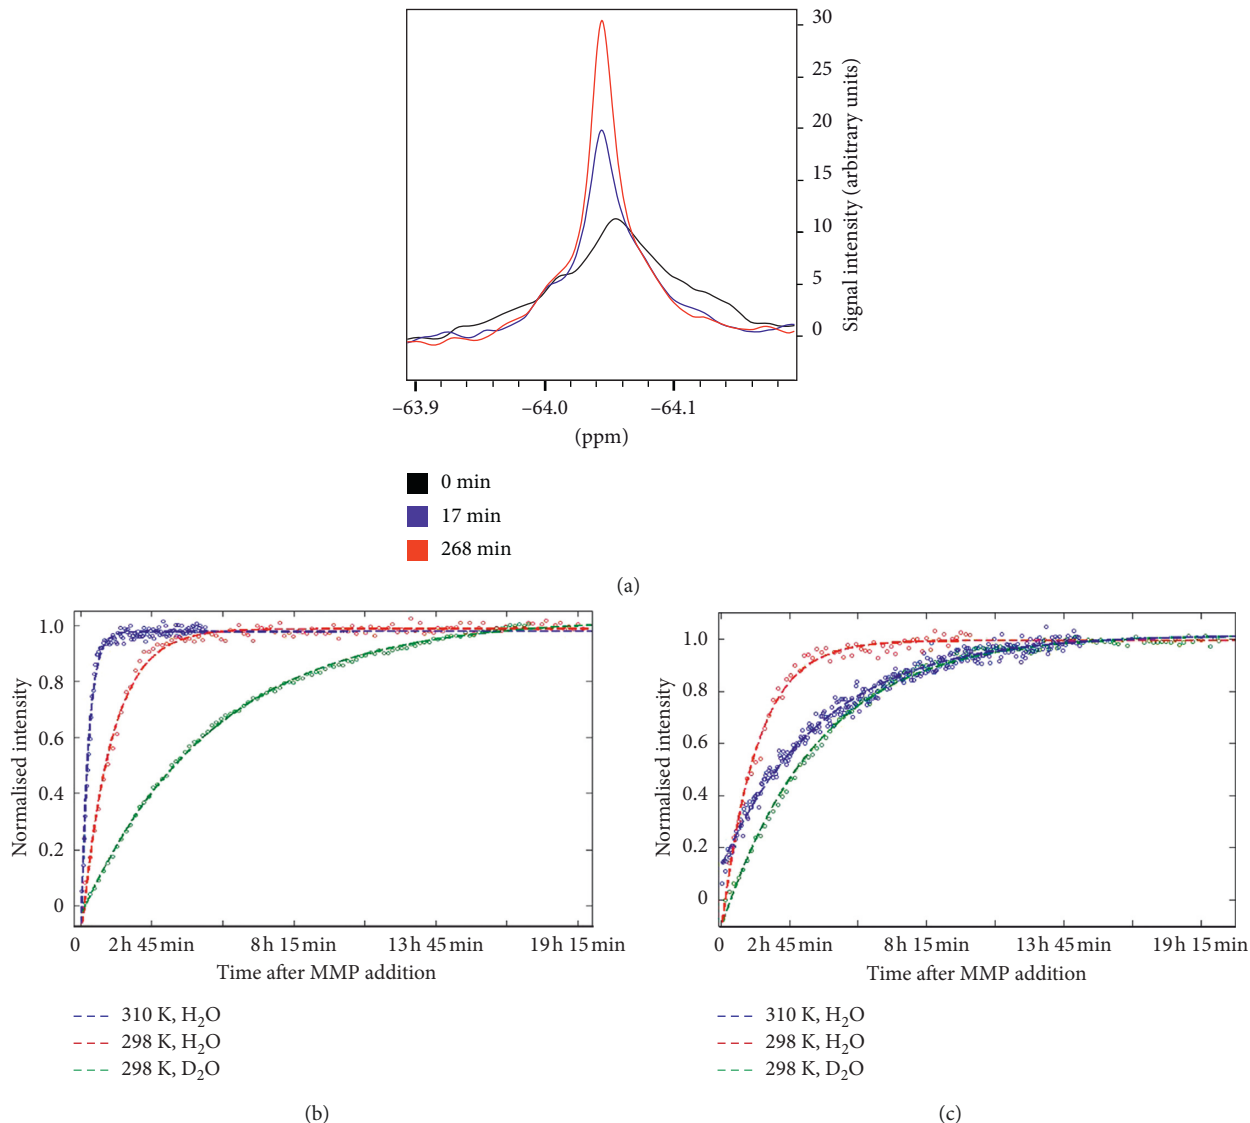 30
25
20
15
10
5
0
Signal intensity (arbitrary units)
−63.9 −64.0 −64.1
(ppm)
0 min
17 min
268 min
(a)
1.0
0.8
0.6
0.4
0.2
0
Normalised intensity
0 2 h 45 min 8 h 15 min 13 h 45 min 19 h 15 min
Time after MMP addition
310 K, H₂O
298 K, H₂O
298 K, D₂O
(b)
1.0
0.8
0.6
0.4
0.2
0
Normalised intensity
0 2 h 45 min 8 h 15 min 13 h 45 min 19 h 15 min
Time after MMP addition
310 K, H₂O
298 K, H₂O
298 K, D₂O
(c)